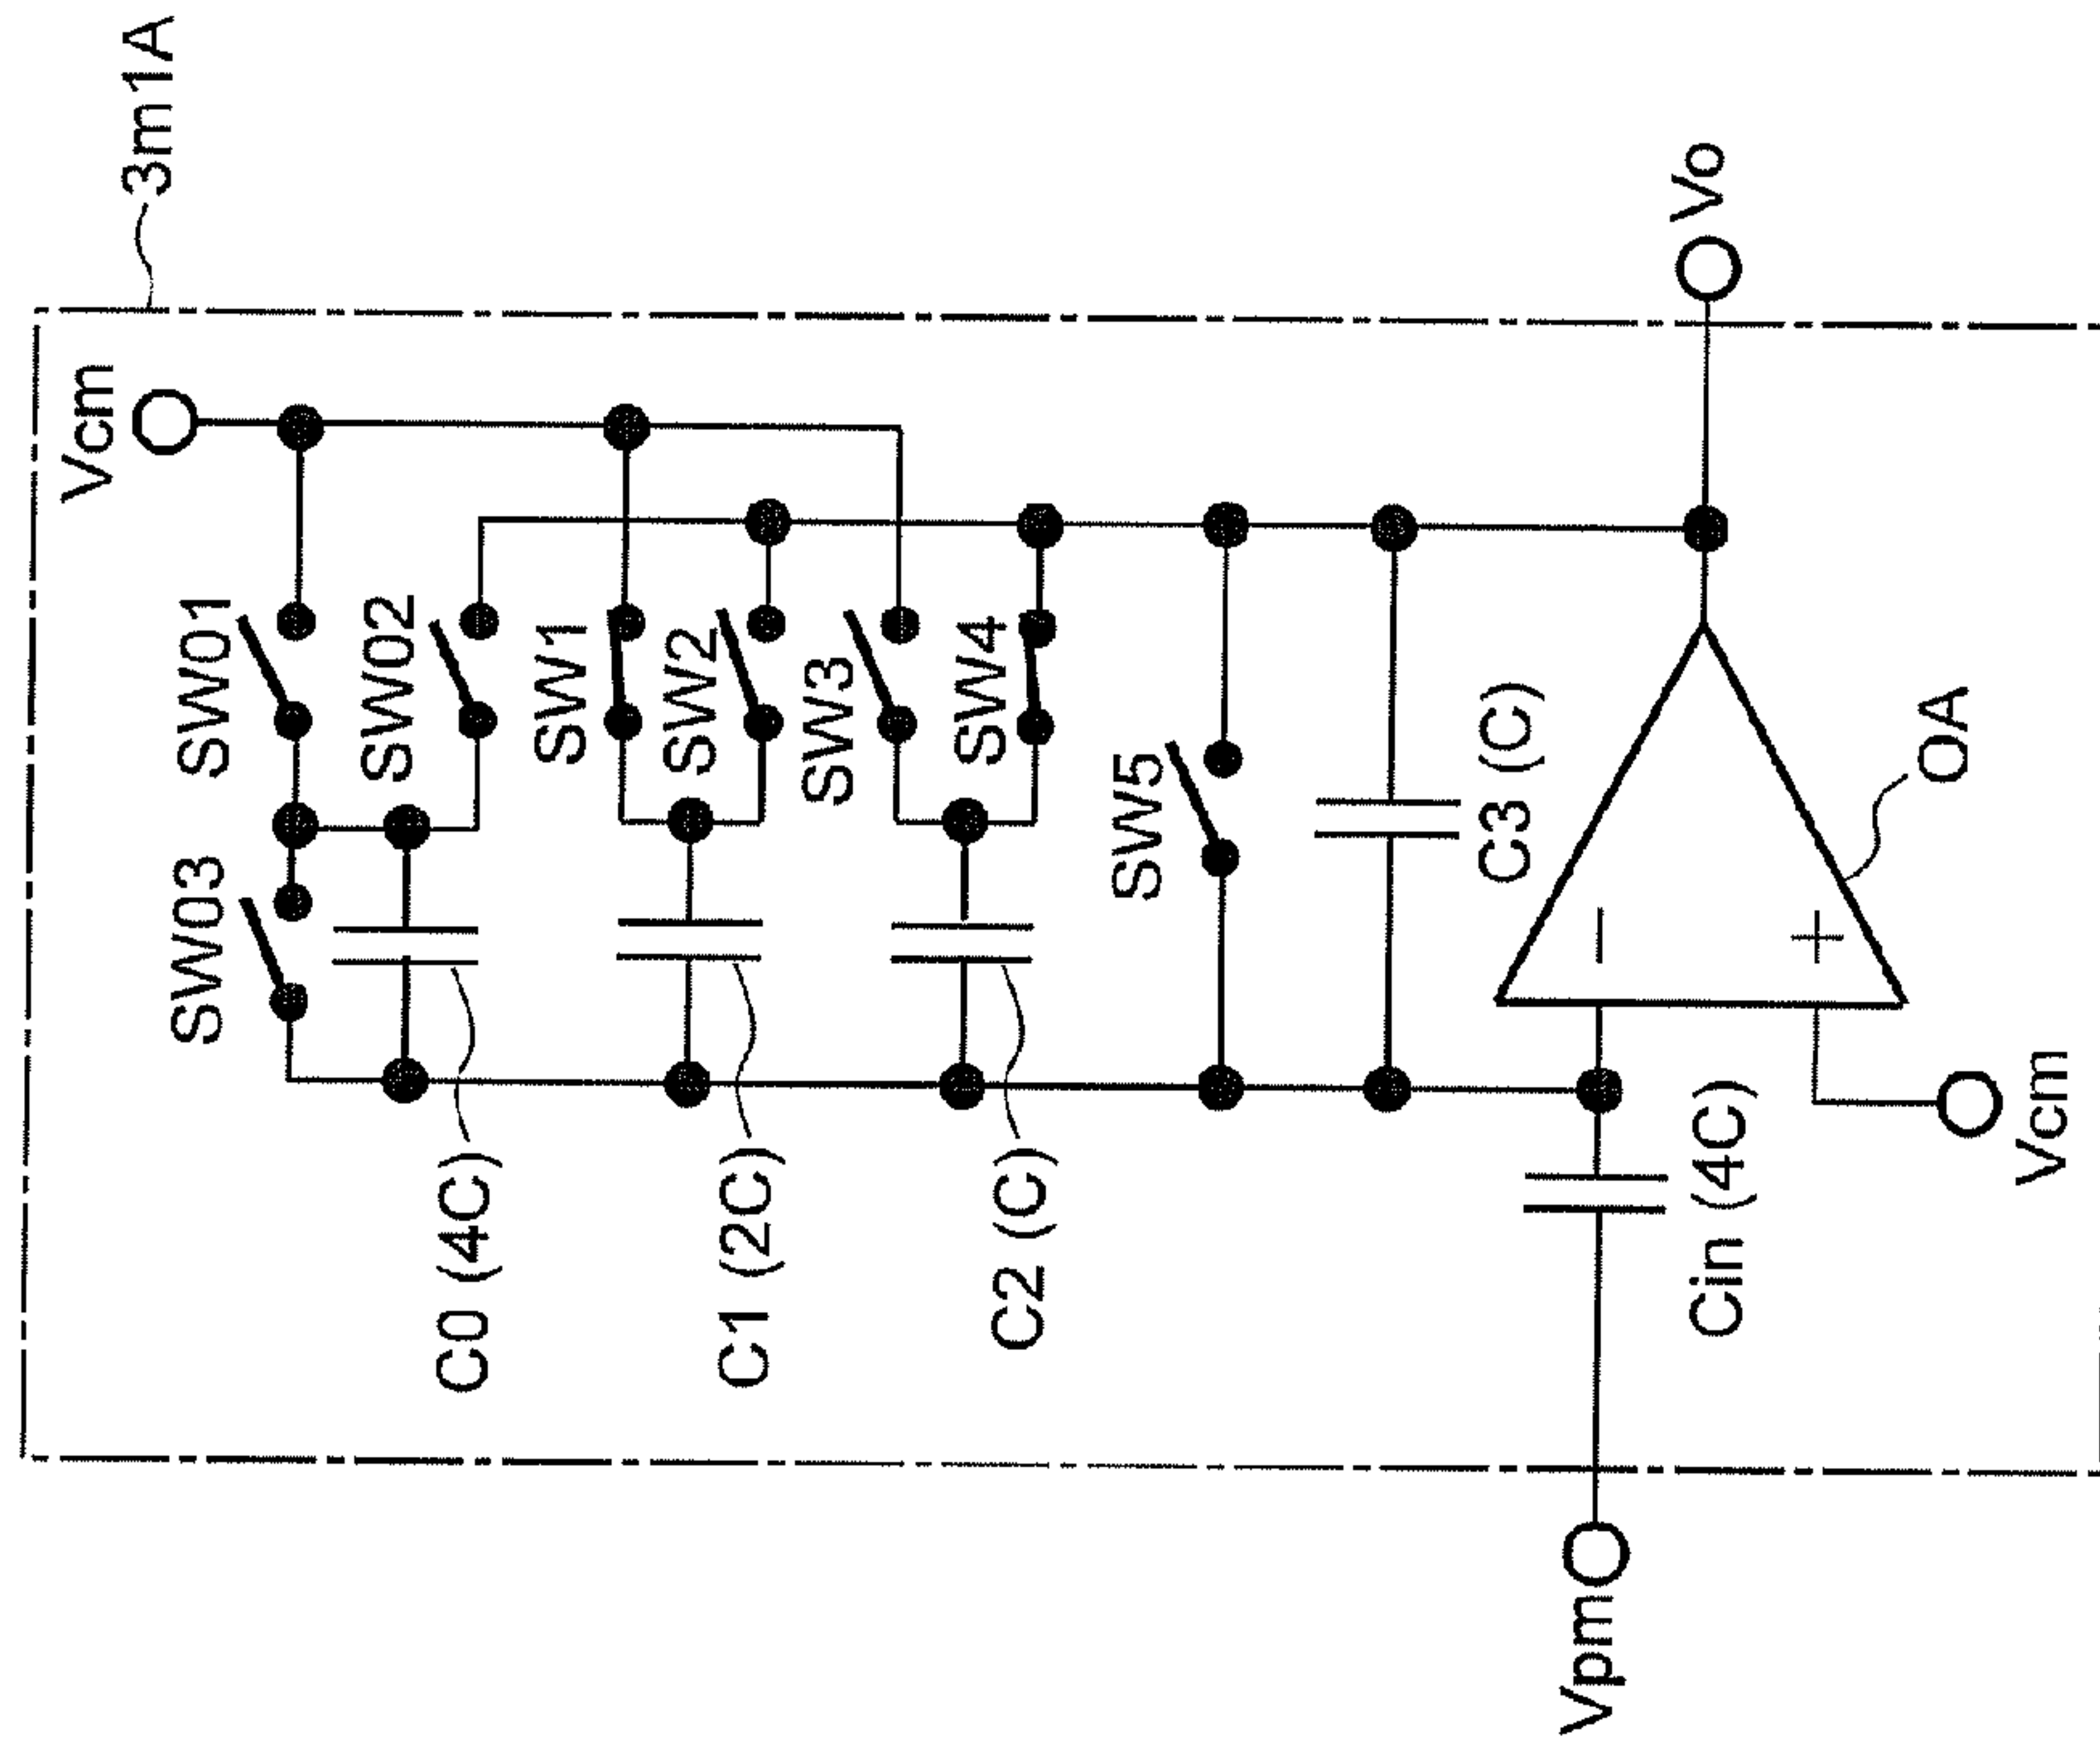 3m1A
Vcm
SW01
SW03
SW02
C0 (4C)
SW1
C1 (2C)
SW2
SW3
C2 (C)
SW4
SW5
C3 (C)
Vo
Vpm
Cin (4C)
−
+
OA
Vcm